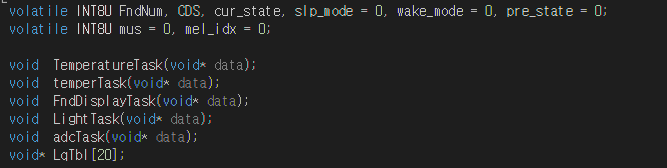 volatile INT8U FndNum, CDS, cur_state, slp_mode = 0, wake_mode = 0, pre_state = 0;
volatile INT8U mus = 0, mel_idx = 0;
void TemperatureTask(void* data);
void temperTask(void* data);
void FndDisplayTask(void* data);
void LightTask(void* data);
void adcTask(void* data);
void* LqTbl[20];